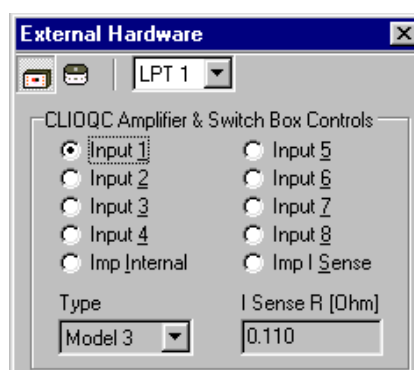 External Hardware
LPT 1
CLIOQC Amplifier & Switch Box Controls
Input 1
Input 5
Input 2
Input 6
Input 3
Input 7
Input 4
Input 8
Imp Internal
Imp I Sense
Type
I Sense R [Ohm]
Model 3
0.110